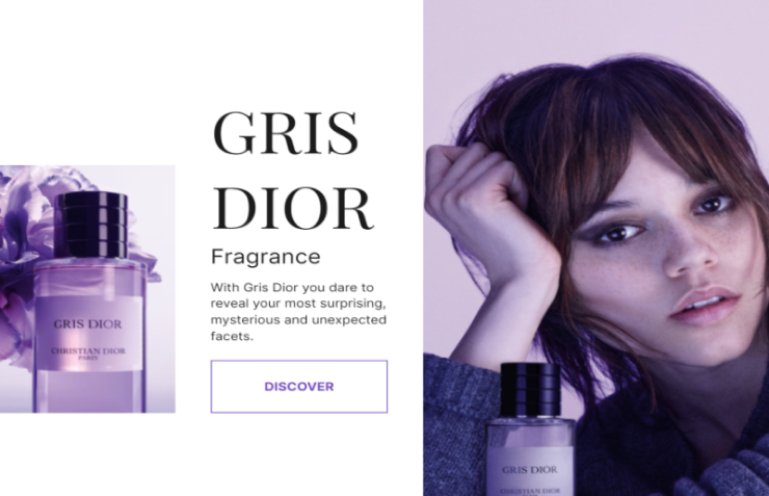 GRIS
DIOR
Fragrance
With Gris Dior you dare to
reveal your most surprising,
mysterious and unexpected
facets.
DISCOVER
GRIS DIOR
CHRISTIAN DIOR
PARIS
GRIS DIOR
CHRISTIAN DIOR